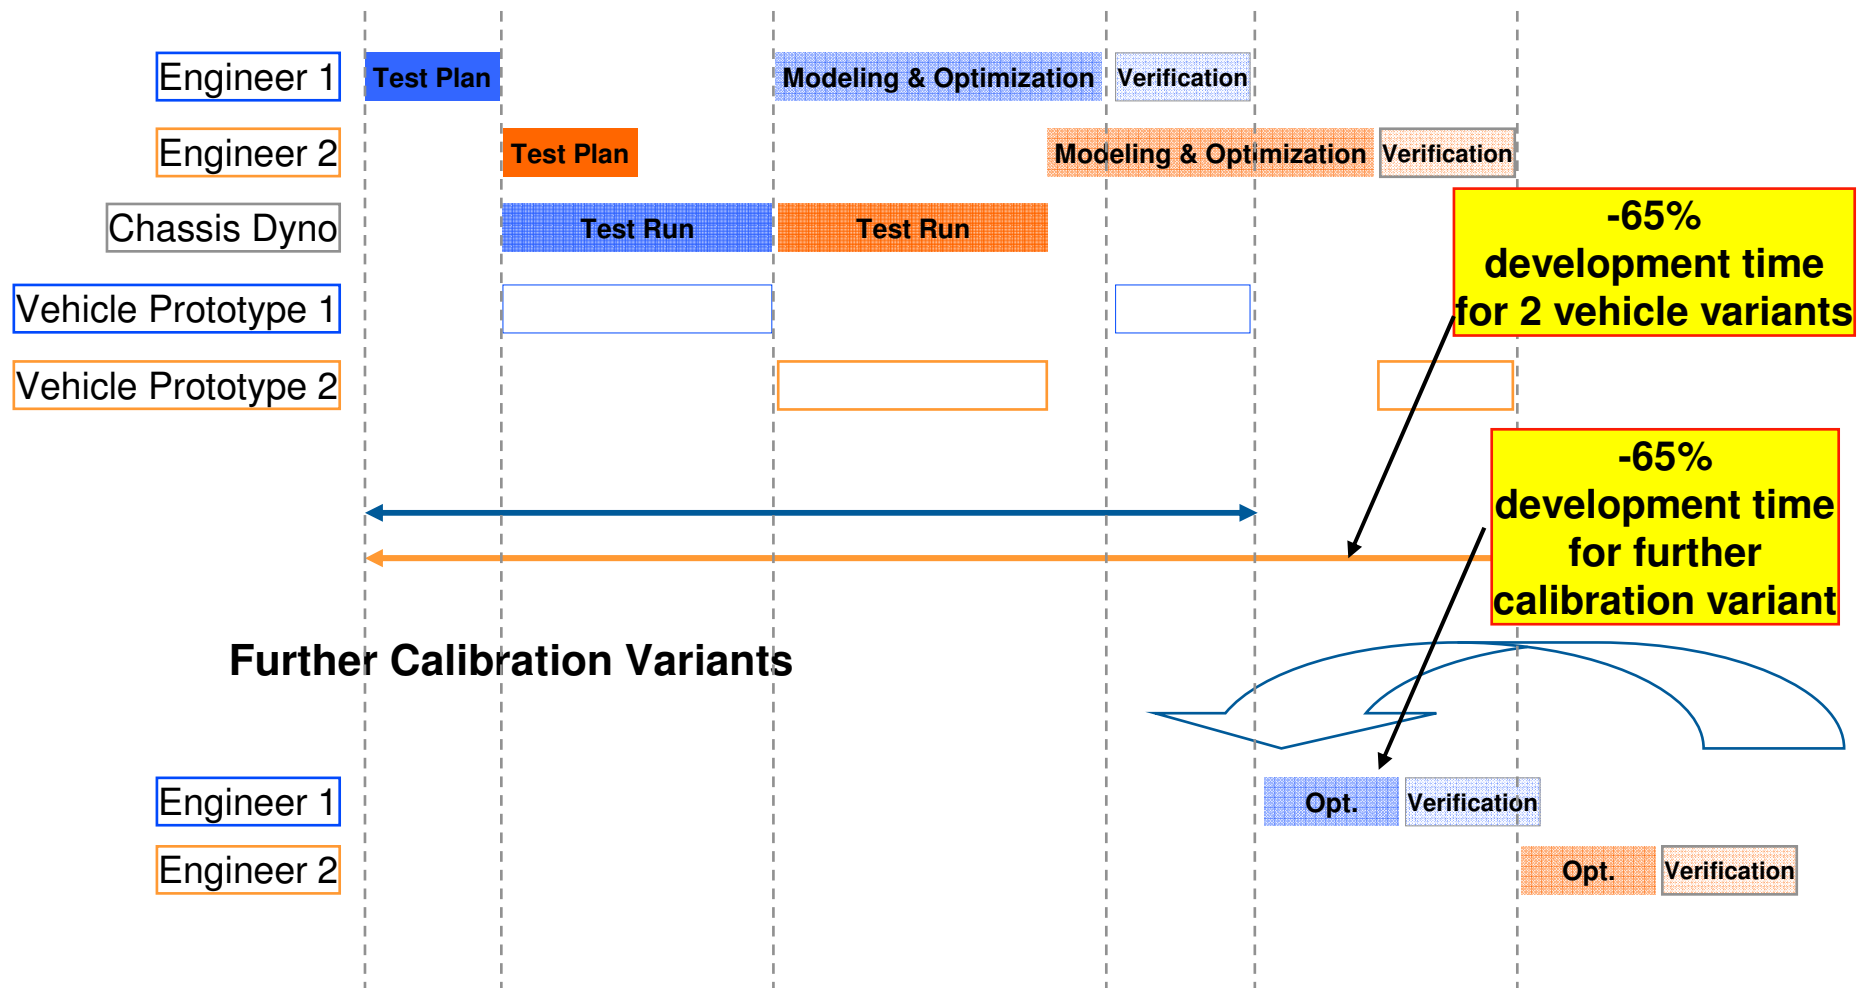 Engineer 1
Test Plan
Modeling & Optimization
Verification
Engineer 2
Test Plan
Modeling & Optimization
Verification
Chassis Dyno
Test Run
Test Run
Vehicle Prototype 1
Vehicle Prototype 2
-65%
development time
for 2 vehicle variants
-65%
development time
for further
calibration variant
Further Calibration Variants
Engineer 1
Opt.
Verification
Engineer 2
Opt.
Verification